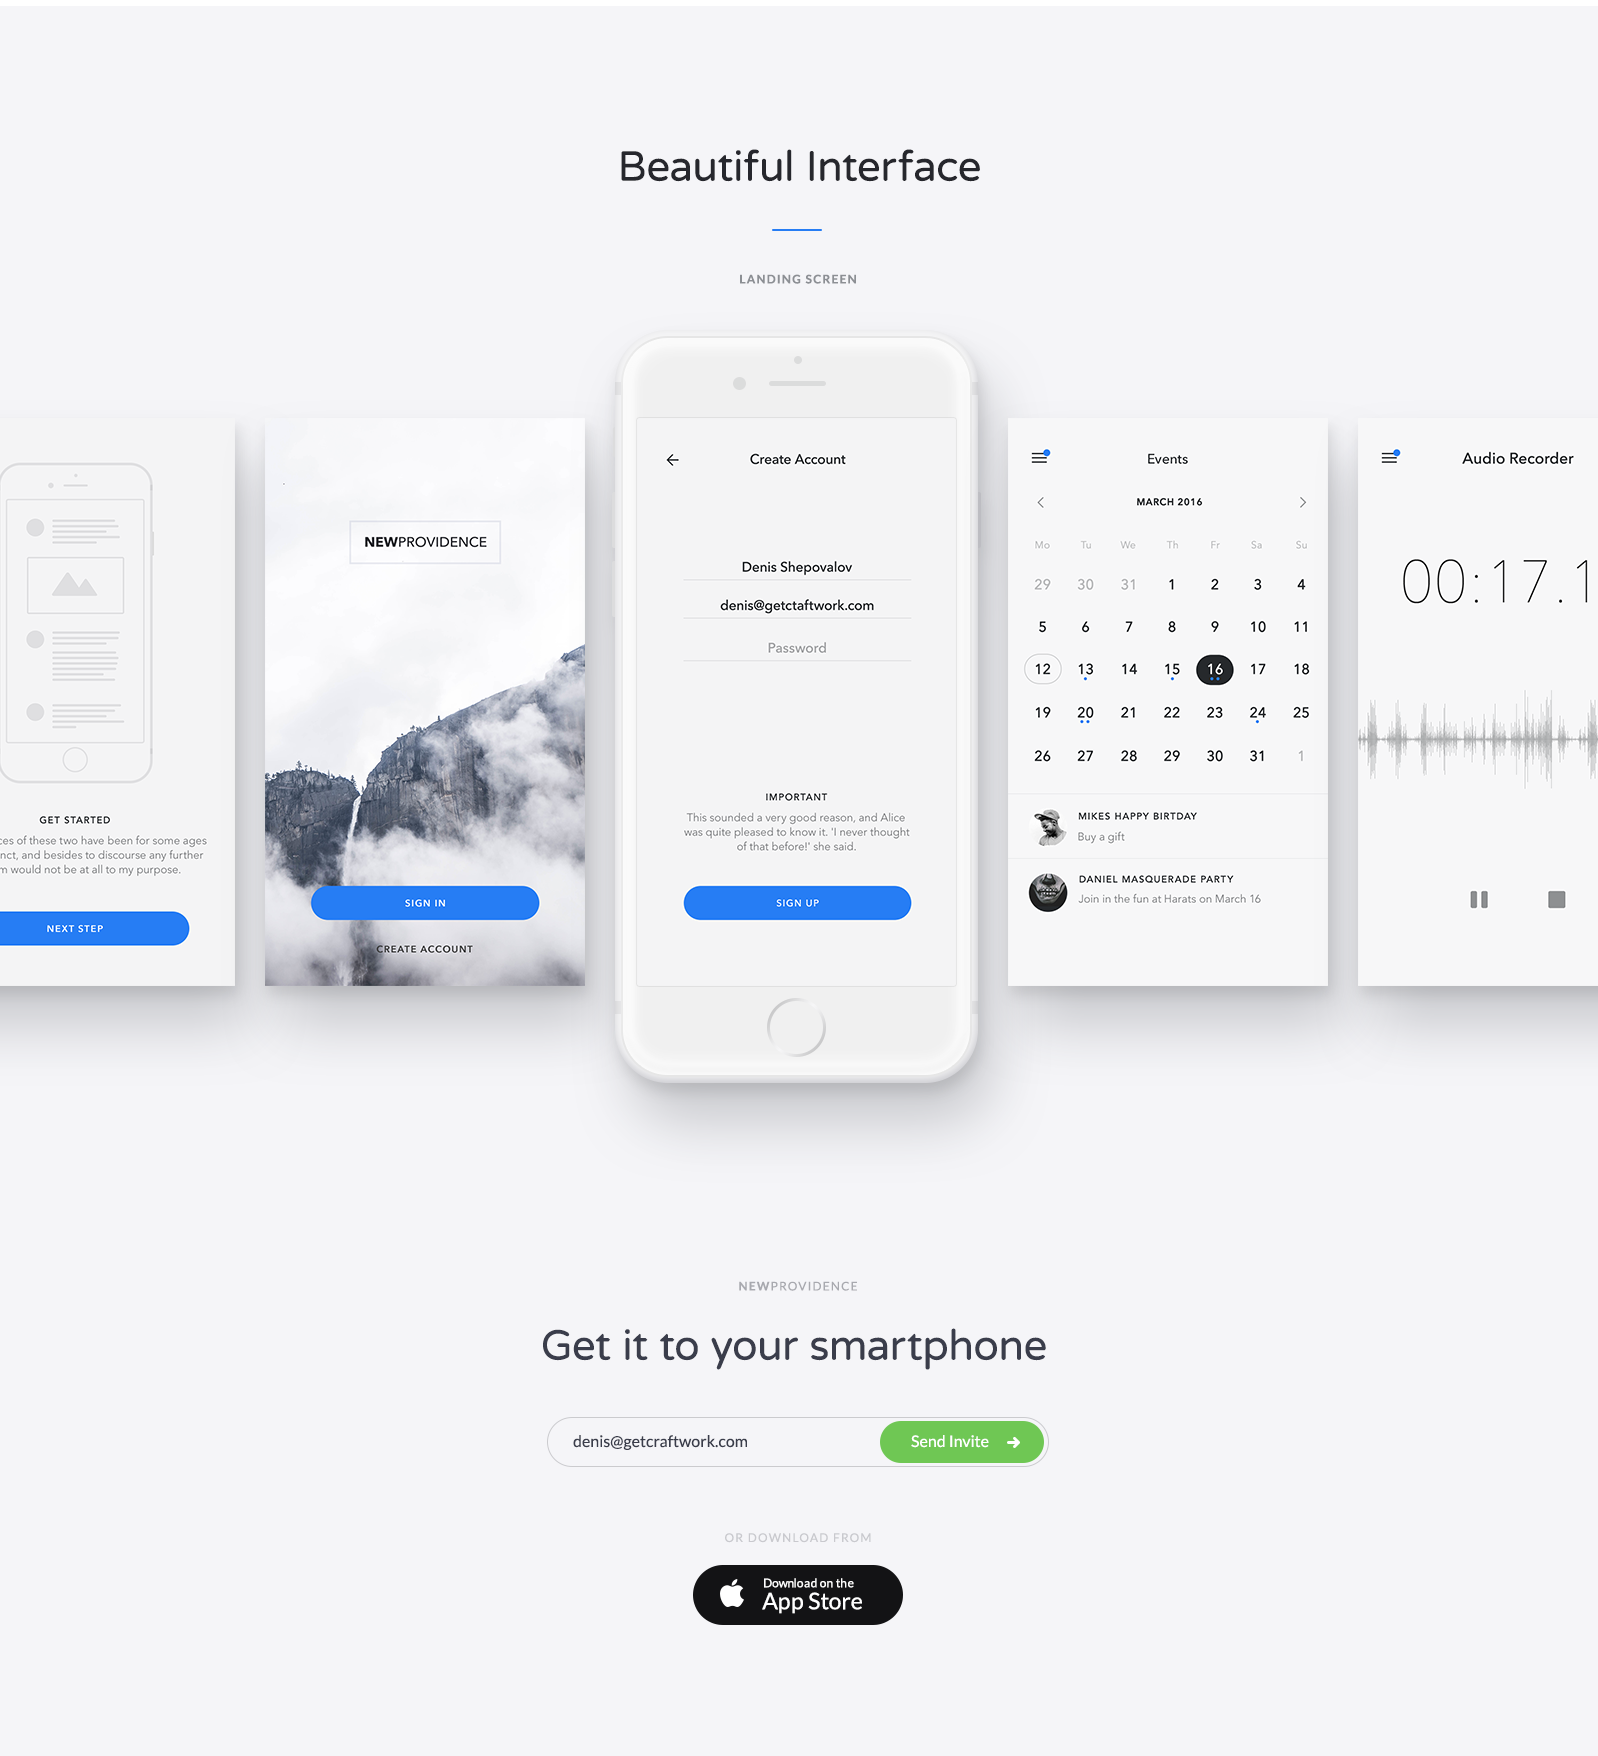 Beautiful Interface
LANDING SCREEN
GET STARTED
of these two have been for some ages
and besides to discourse any further
would not be at all to my purpose.
NEXT STEP
NEWPROVIDENCE
SIGN IN
CREATE ACCOUNT
Create Account
Denis Shepovalov
denis@getctaftwork.com
Password
IMPORTANT
This sounded a very good reason, and Alice
was quite pleased to know it. 'I never thought
of that before!' she said.
SIGN UP
Events
MARCH 2016
Mo Tu We Th Fr Sa Su
29 30 31 1 2 3 4
5 6 7 8 9 10 11
12 13 14 15 16 17 18
19 20 21 22 23 24 25
26 27 28 29 30 31 1
MIKES HAPPY BIRTDAY
Buy a gift
DANIEL MASQUERADE PARTY
Join in the fun at Harats on March 16
Audio Recorder
00:17.1
NEWPROVIDENCE
Get it to your smartphone
denis@getcraftwork.com
Send Invite
OR DOWNLOAD FROM
Download on the
App Store